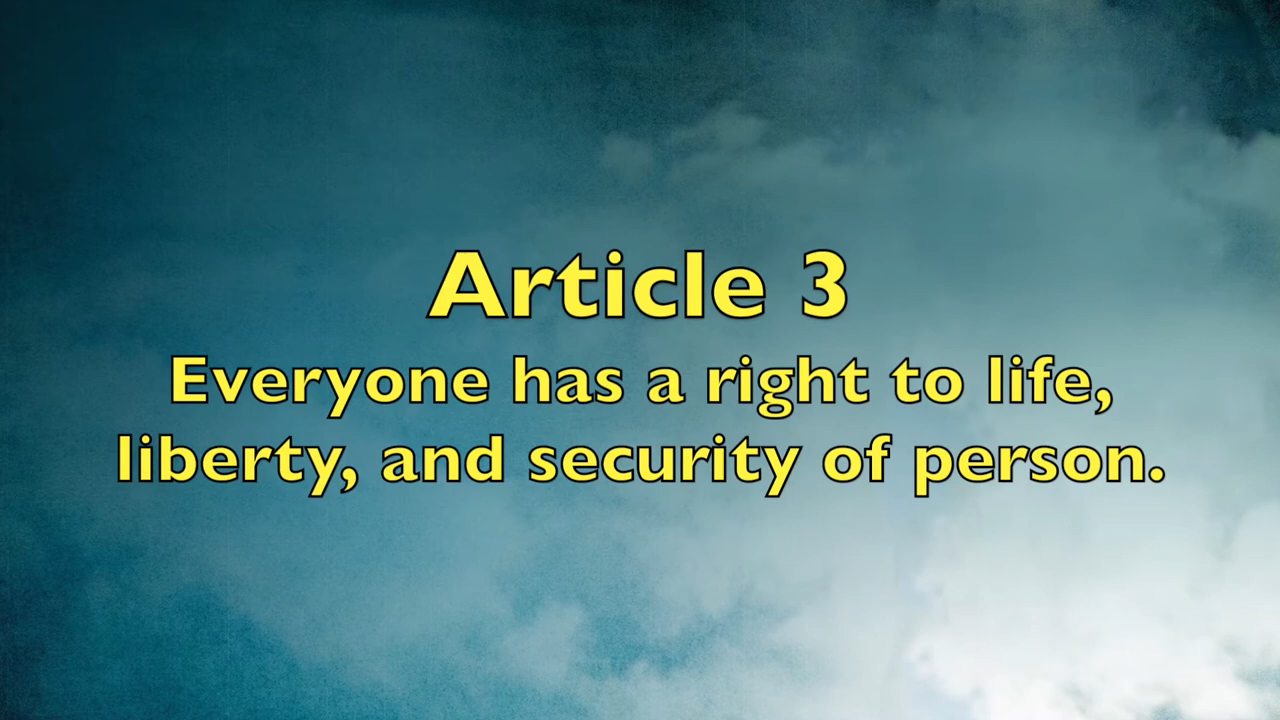 Article 3
Everyone has a right to life,
liberty, and security of person.